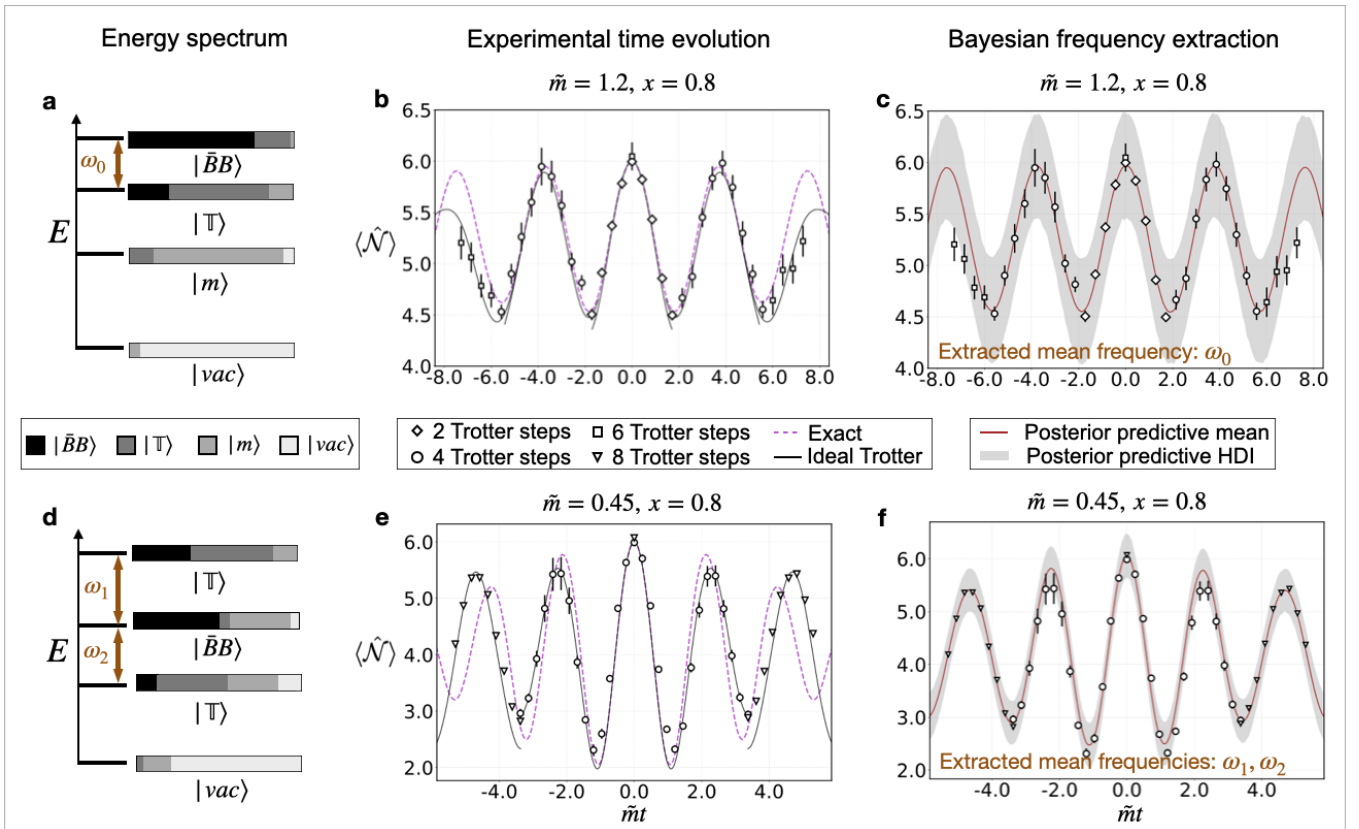 Energy spectrum
Experimental time evolution
Bayesian frequency extraction
a
E
ω₀
|B̄B⟩
|𝕋⟩
|m⟩
|vac⟩
b
m̃ = 1.2, x = 0.8
⟨𝒩̂⟩
6.5
6.0
5.5
5.0
4.5
4.0
-8.0 -6.0 -4.0 -2.0 0.0 2.0 4.0 6.0 8.0
c
m̃ = 1.2, x = 0.8
6.5
6.0
5.5
5.0
4.5
4.0
Extracted mean frequency: ω₀
-8.0 -6.0 -4.0 -2.0 0.0 2.0 4.0 6.0 8.0
|B̄B⟩ |𝕋⟩ |m⟩ |vac⟩
2 Trotter steps 6 Trotter steps Exact
4 Trotter steps 8 Trotter steps Ideal Trotter
Posterior predictive mean
Posterior predictive HDI
d
E
ω₁
ω₂
|𝕋⟩
|B̄B⟩
|𝕋⟩
|vac⟩
e
m̃ = 0.45, x = 0.8
⟨𝒩̂⟩
6.0
5.0
4.0
3.0
2.0
-4.0 -2.0 0.0 2.0 4.0
m̃t
f
m̃ = 0.45, x = 0.8
6.0
5.0
4.0
3.0
2.0
Extracted mean frequencies: ω₁, ω₂
-4.0 -2.0 0.0 2.0 4.0
m̃t